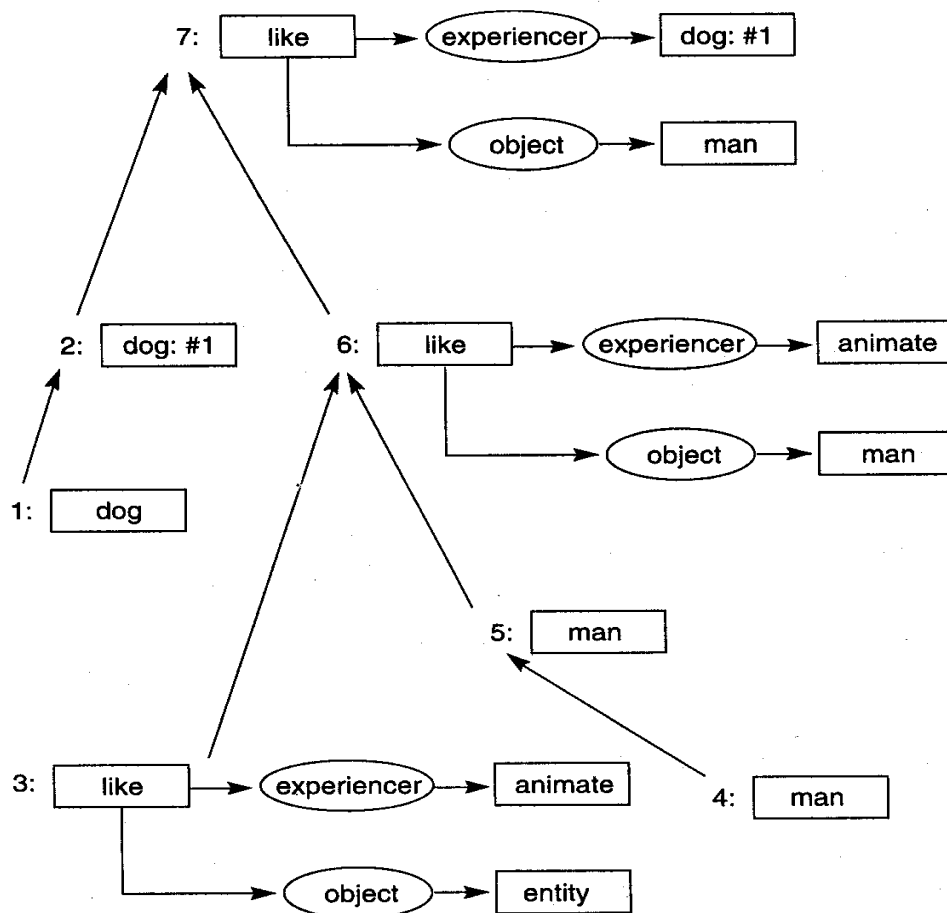 7: like experiencer dog: #1
object man
2: dog: #1 6: like experiencer animate
object man
1: dog
5: man
3: like experiencer animate
4: man
object entity